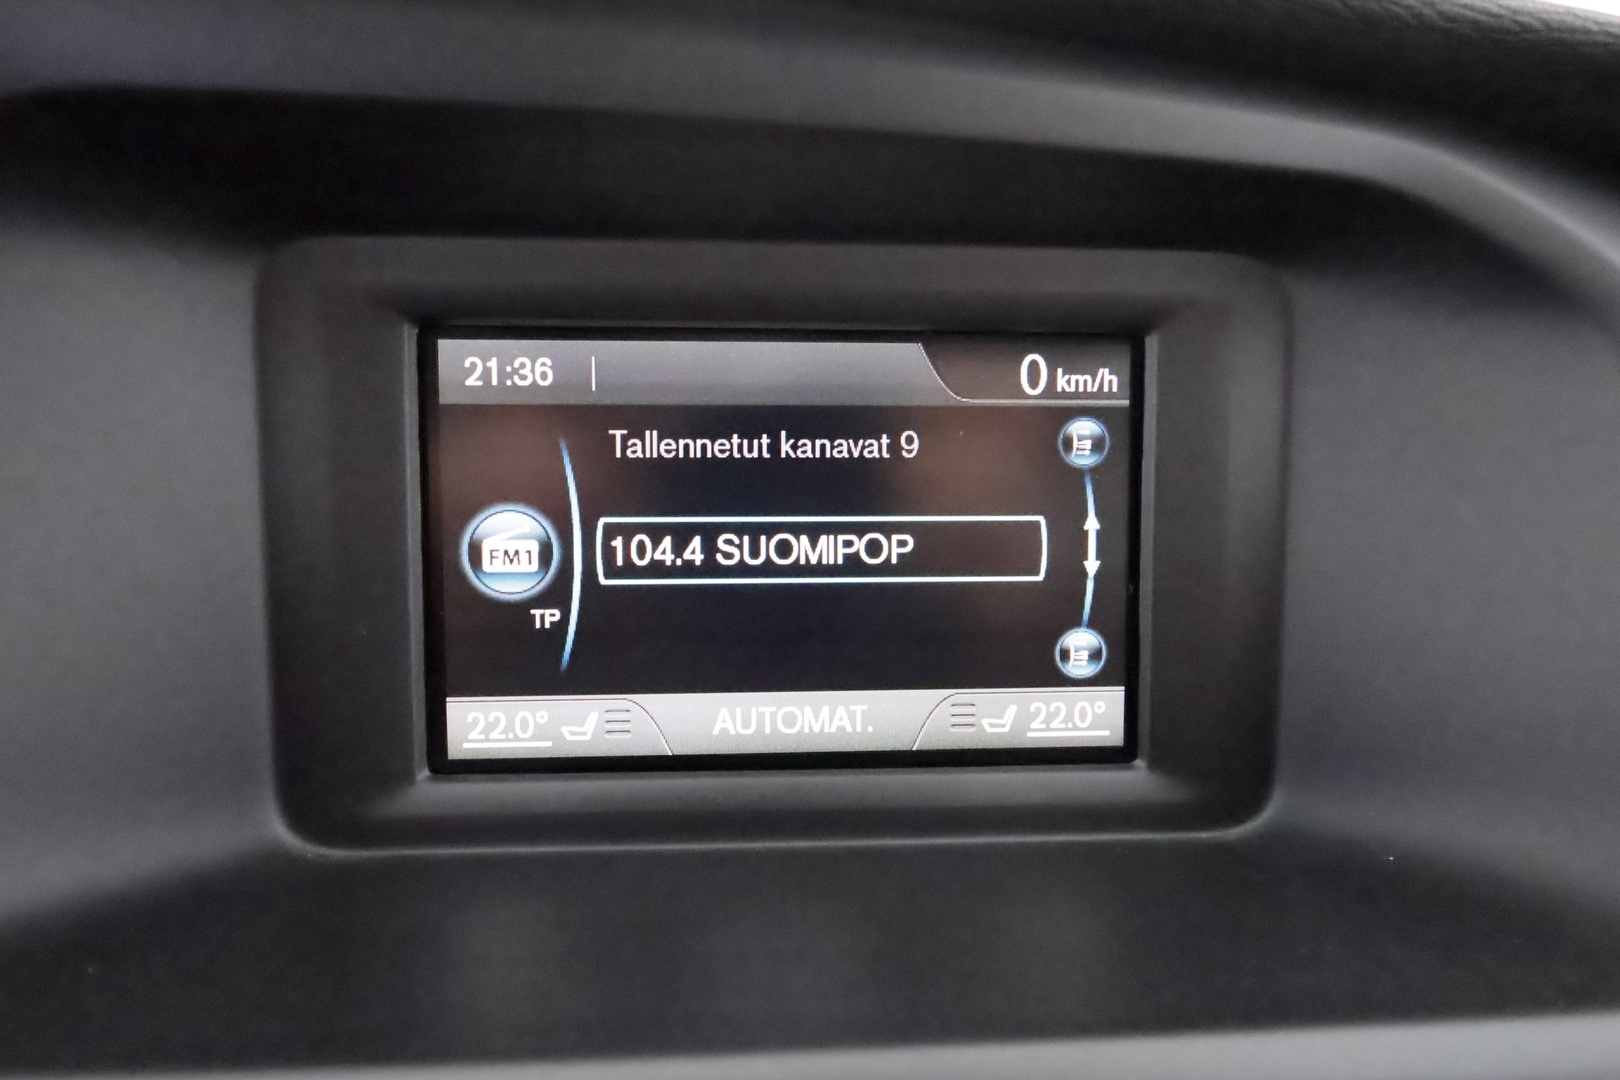 21:36
0 km/h
Tallennetut kanavat 9
FM1
104.4 SUOMIPOP
TP
22.0° AUTOMAT. 22.0°